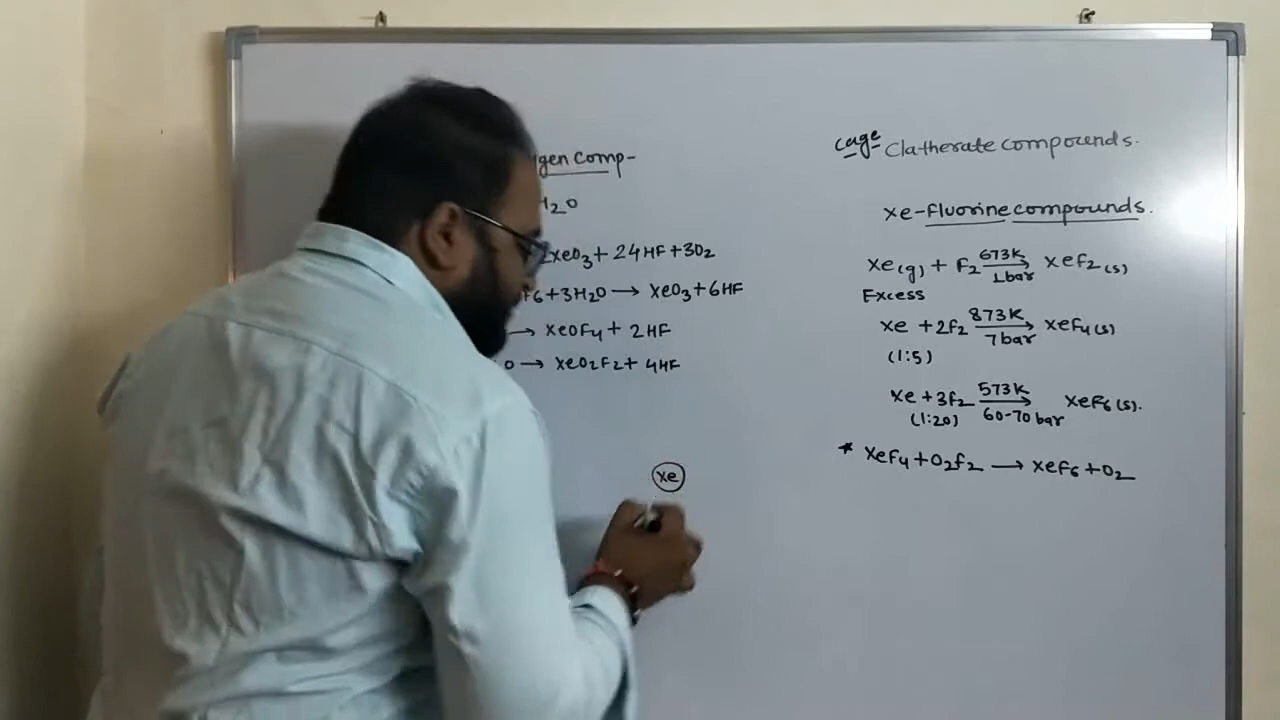 gen comp-
H2O
2xeO3 + 24HF + 3O2
F6 + 3H2O → XeO3 + 6HF
→ XeOF4 + 2HF
O → XeO2F2 + 4HF
xe
cage Clatherate compounds.
xe-fluorine compounds.
Xe(g) + F2 673K 1bar → Xef2(s)
Excess
Xe + 2F2 873K 7bar → XeF4(s)
(1:5)
Xe + 3F2 573K 60-70 bar → XeF6(s).
(1:20)
* XeF4 + O2f2 → XeF6 + O2